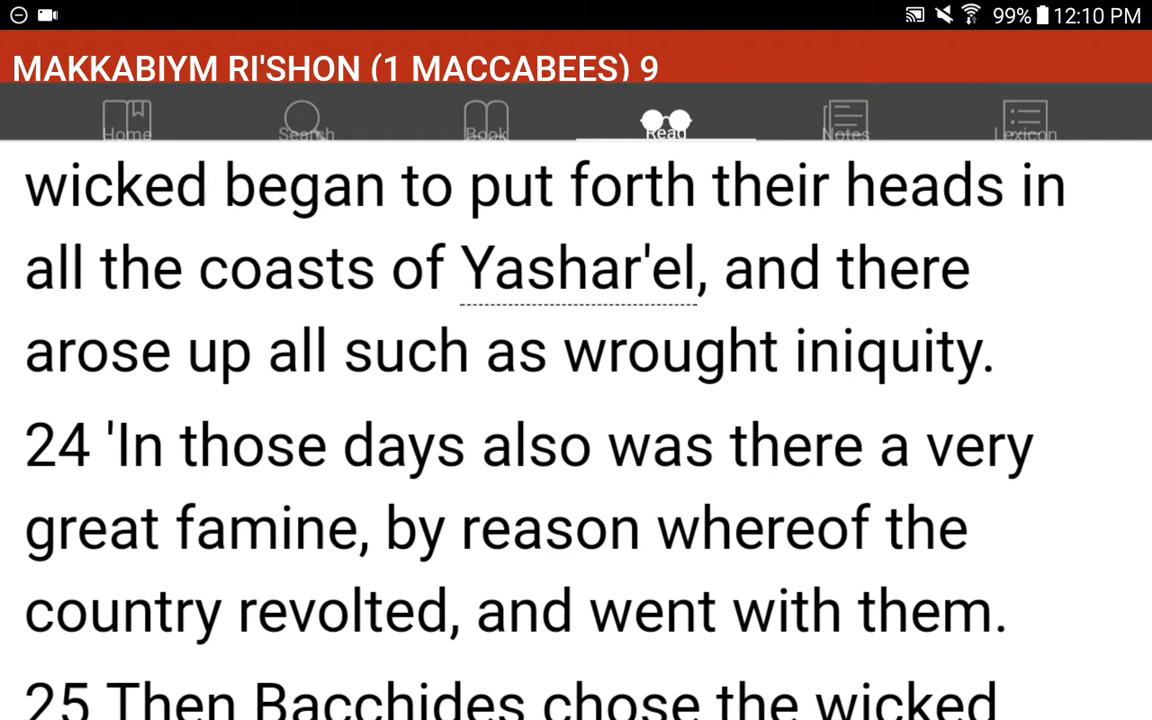 99% 12:10 PM
MAKKABIYM RI'SHON (1 MACCABEES) 9
Home Search Book Read Notes Lexicon
wicked began to put forth their heads in
all the coasts of Yashar'el, and there
arose up all such as wrought iniquity.
24 'In those days also was there a very
great famine, by reason whereof the
country revolted, and went with them.
25 Then Bacchides chose the wicked